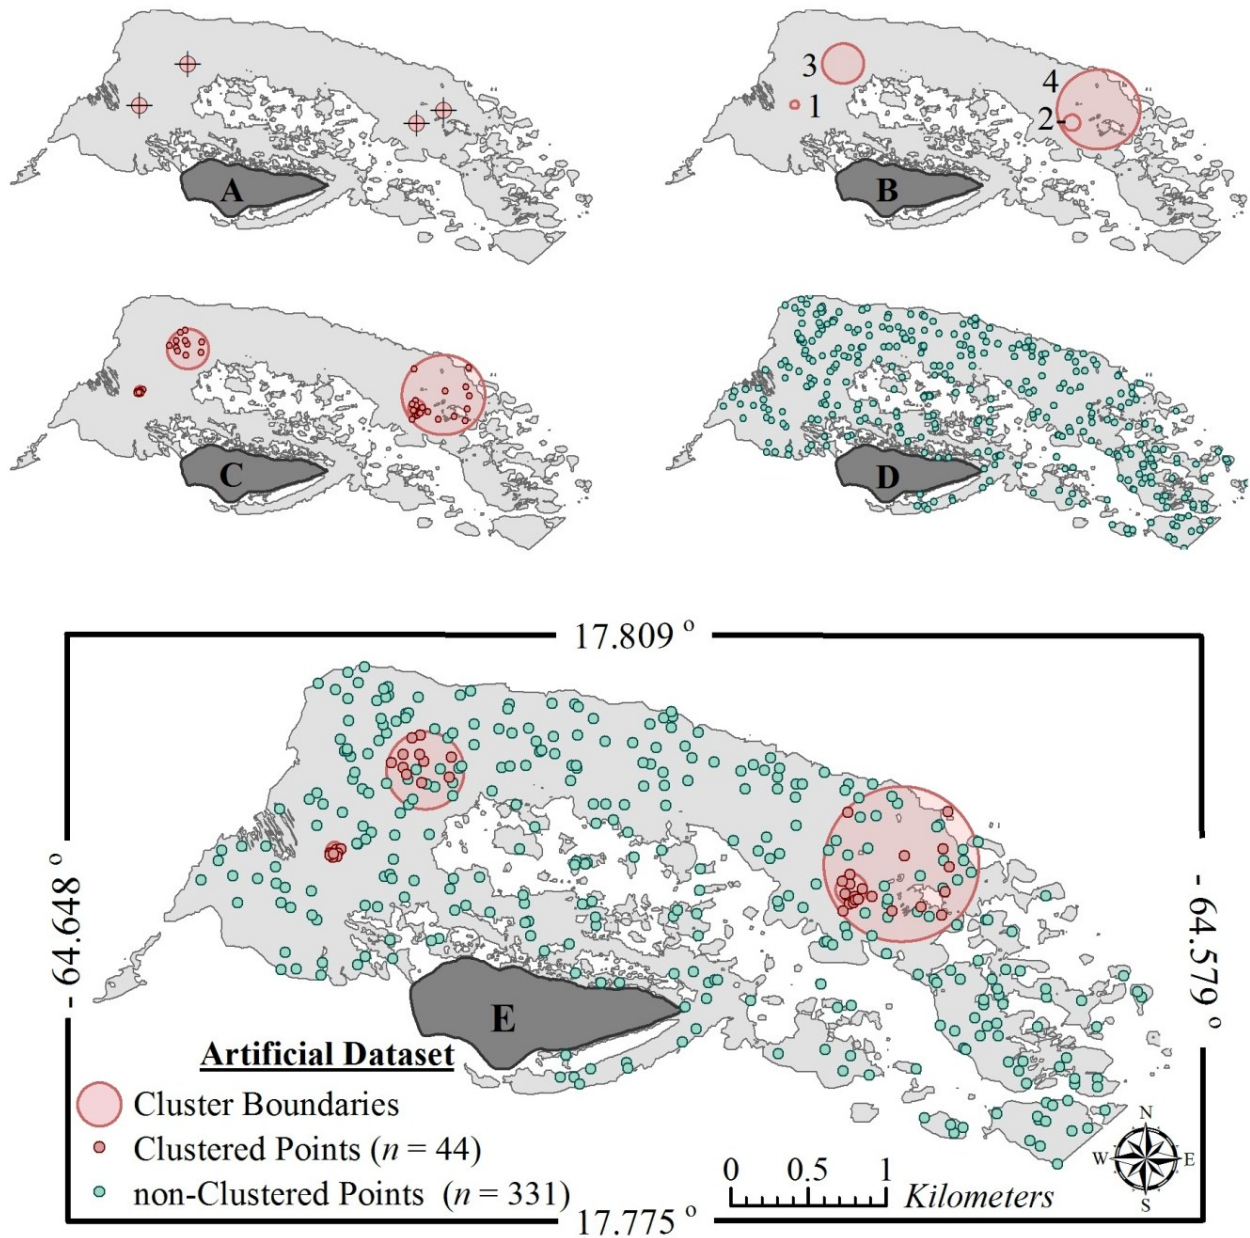 A
3
1
4
2
B
C
D
17.809 °
- 64.648 °
- 64.579 °
E
Artificial Dataset
Cluster Boundaries
Clustered Points (n = 44)
non-Clustered Points (n = 331)
0 0.5 1
Kilometers
N
W E
S
17.775 °